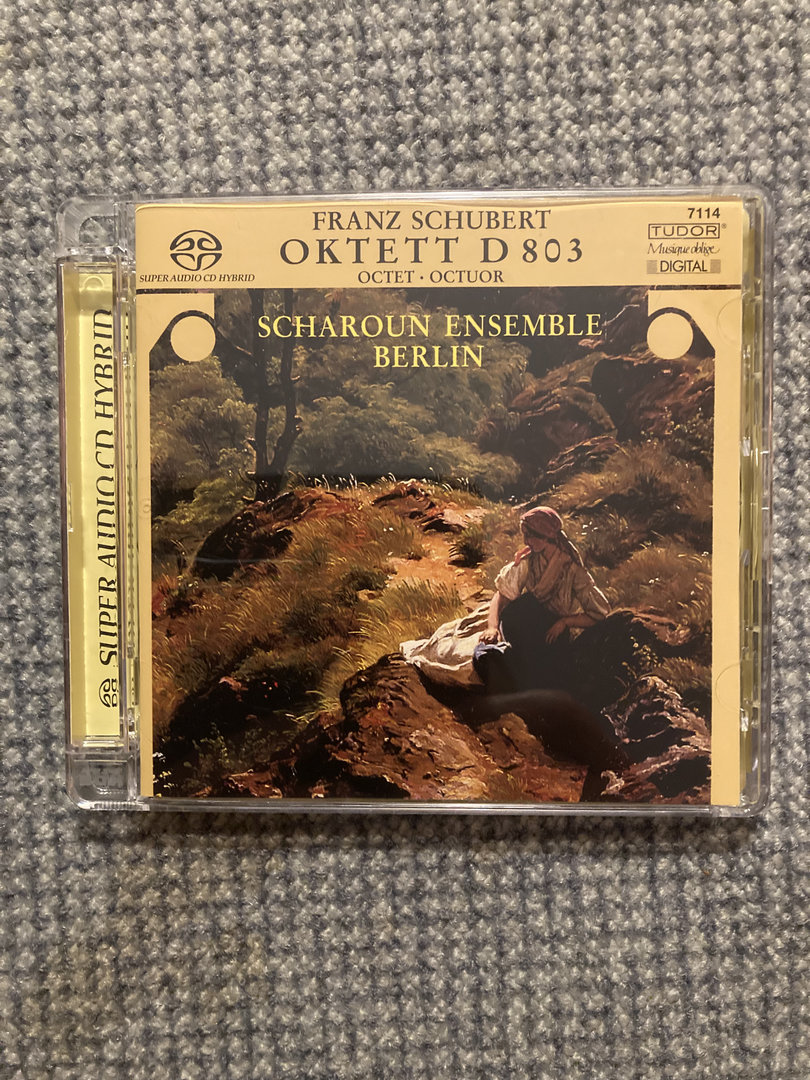 FRANZ SCHUBERT
OKTETT D 803
OCTET · OCTUOR
SUPER AUDIO CD HYBRID
7114
TUDOR®
Musique oblige
DIGITAL
SCHAROUN ENSEMBLE
BERLIN
SUPER AUDIO CD HYBRID